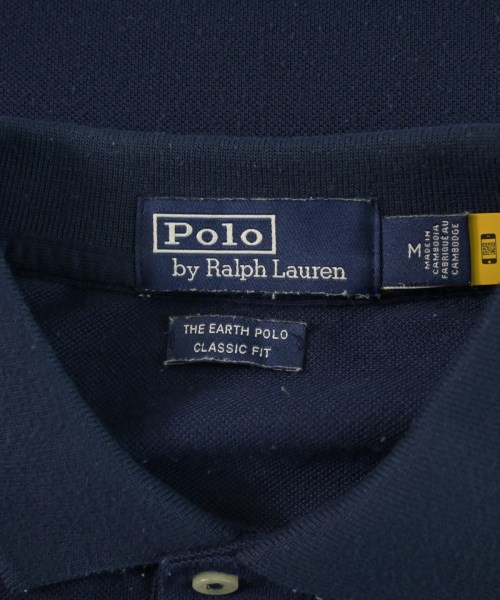 Polo
by Ralph Lauren
M
MADE IN
CAMBODIA
FABRIQUÉ AU
CAMBODGE
THE EARTH POLO
CLASSIC FIT